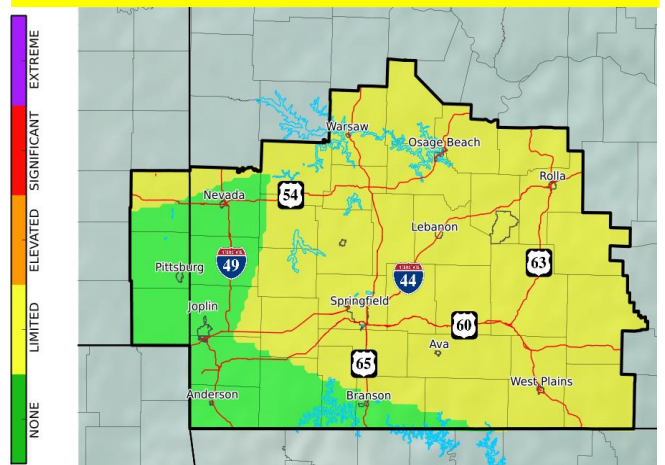 EXTREME
SIGNIFICANT
ELEVATED
LIMITED
NONE
Warsaw
Osage Beach
Rolla
Nevada
54
Lebanon
63
Pittsburg
49
44
Joplin
Springfield
60
Ava
65
West Plains
Anderson
Branson